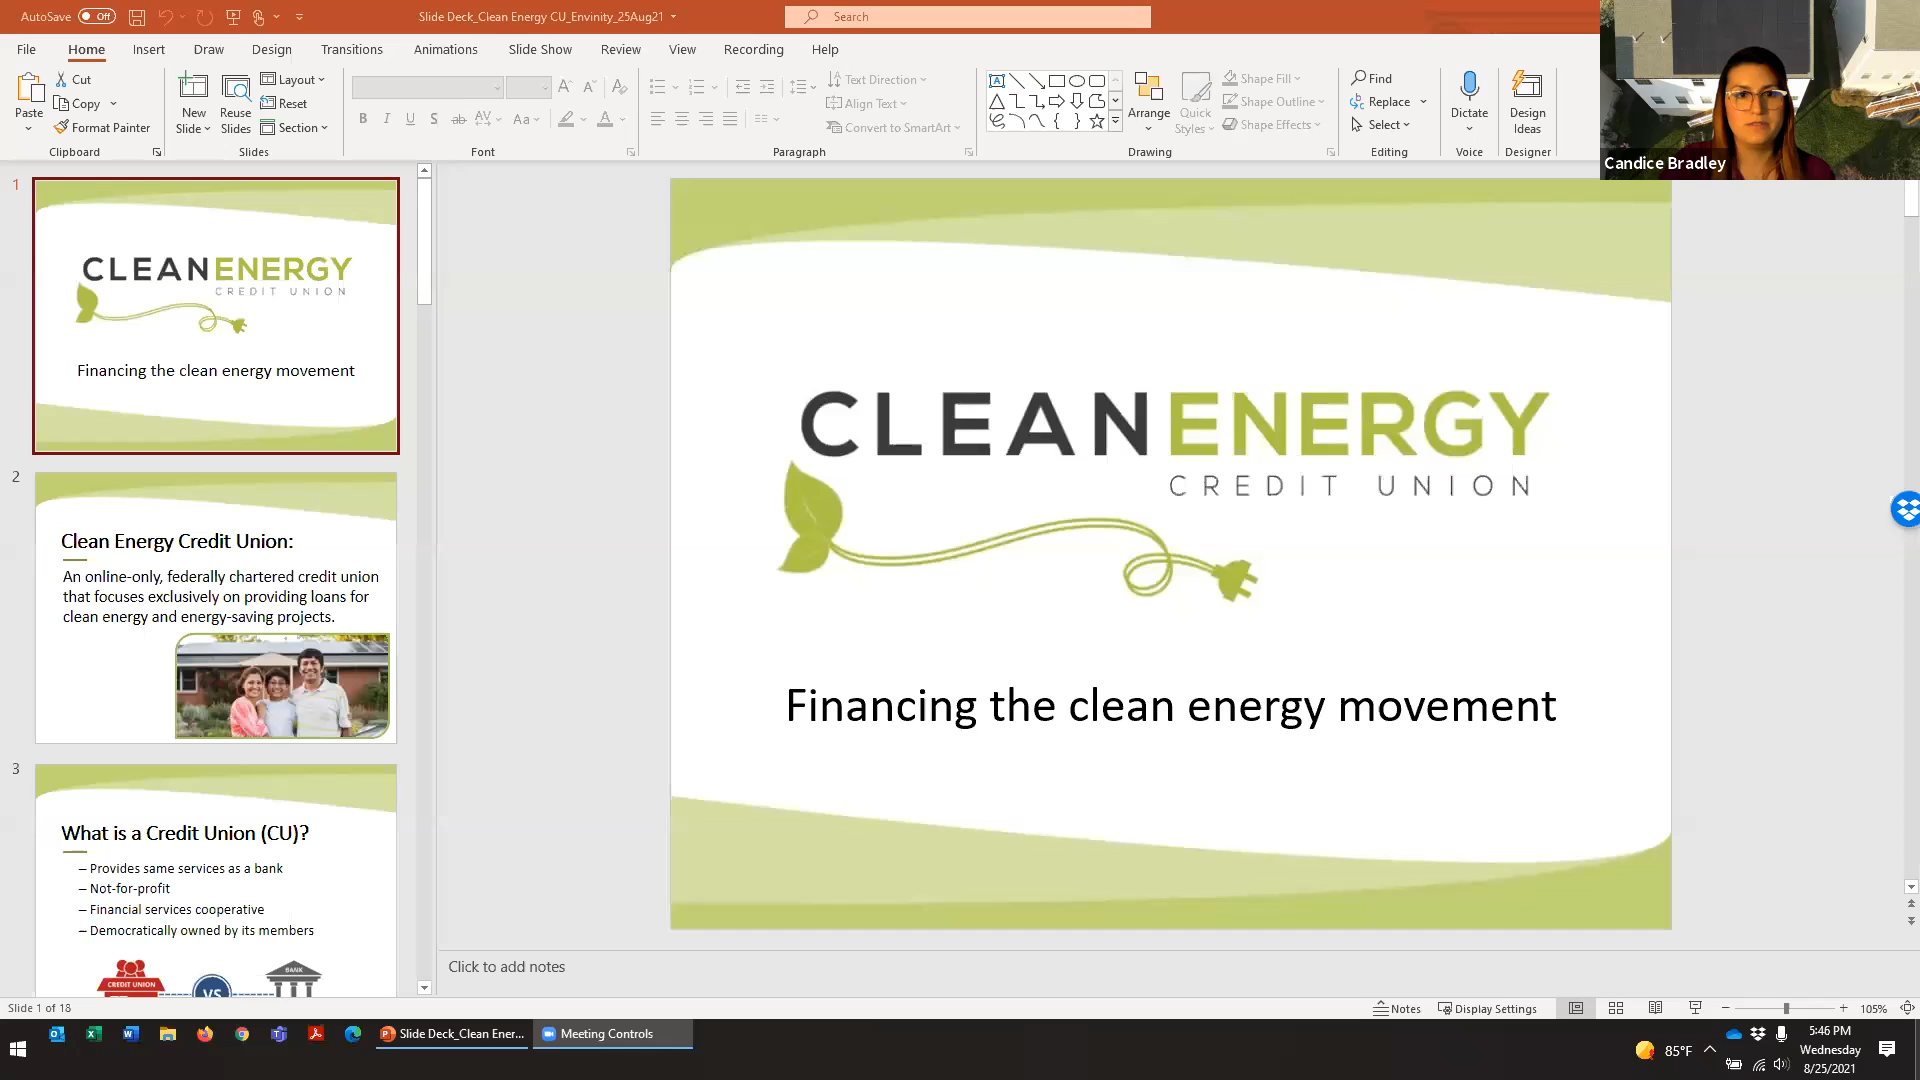 AutoSave Off
Slide Deck_Clean Energy CU_Envinity_25Aug21
Search
File Home Insert Draw Design Transitions Animations Slide Show Review View Recording Help
Paste
Cut
Copy
Format Painter
Clipboard
New Slide
Reuse Slides
Layout
Reset
Section
Slides
B I U S ab AV Aa A
Font
Text Direction
Align Text
Convert to SmartArt
Paragraph
Arrange
Quick Styles
Shape Fill
Shape Outline
Shape Effects
Drawing
Find
Replace
Select
Editing
Dictate
Voice
Design Ideas
Designer
Candice Bradley
1
CLEANENERGY
CREDIT UNION
Financing the clean energy movement
2
Clean Energy Credit Union:
An online-only, federally chartered credit union
that focuses exclusively on providing loans for
clean energy and energy-saving projects.
3
What is a Credit Union (CU)?
– Provides same services as a bank
– Not-for-profit
– Financial services cooperative
– Democratically owned by its members
CREDIT UNION
VS
BANK
CLEANENERGY
CREDIT UNION
Financing the clean energy movement
Click to add notes
Slide 1 of 18
Notes
Display Settings
105%
Slide Deck_Clean Ener...
Meeting Controls
85°F
5:46 PM
Wednesday
8/25/2021